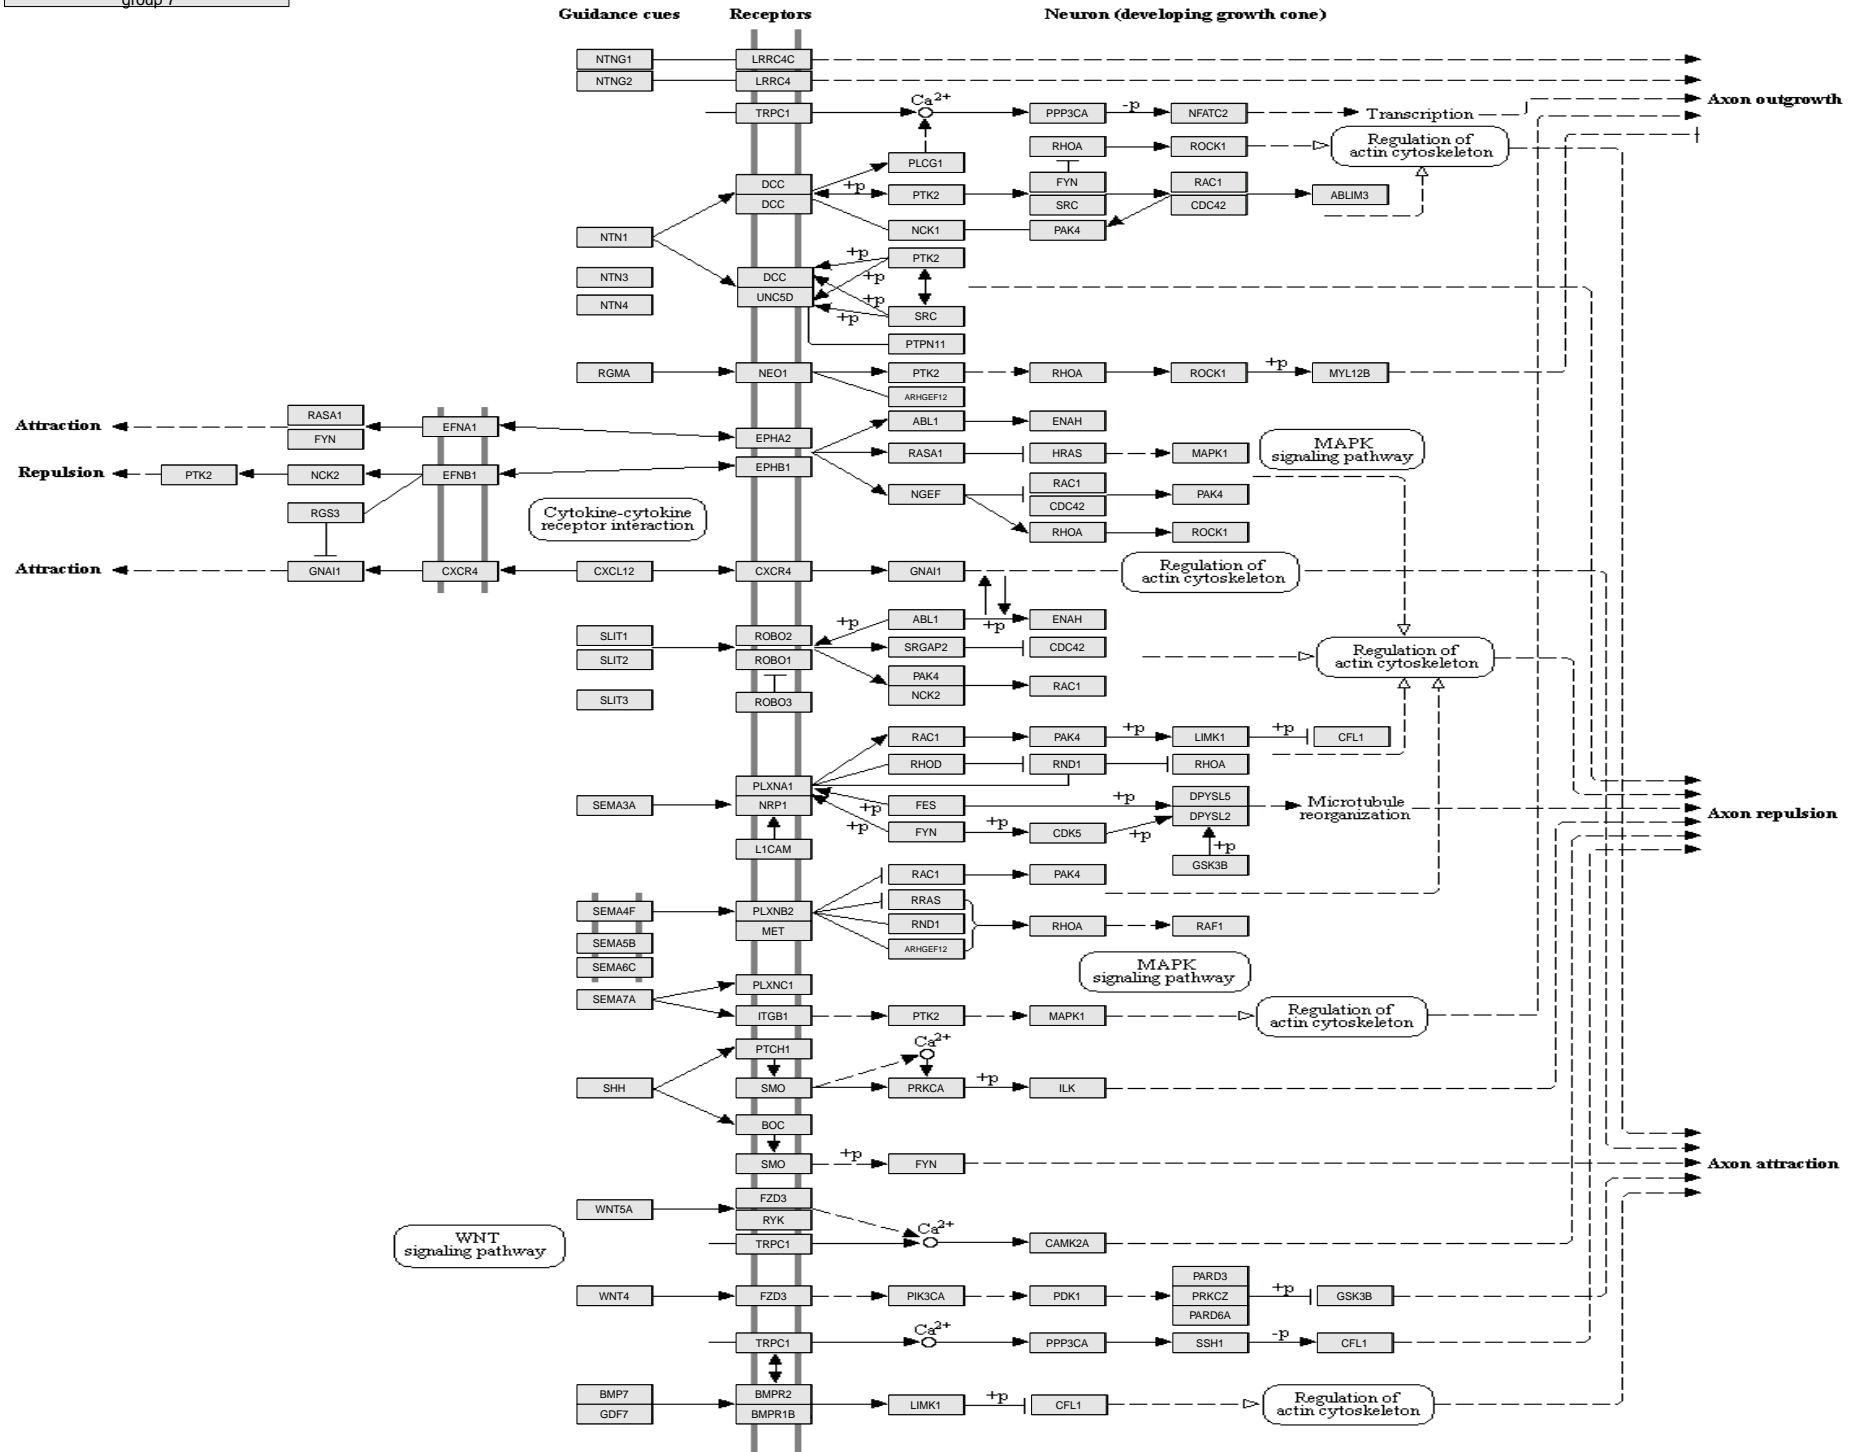 group 7
Guidance cues Receptors Neuron (developing growth cone)
NTNG1 LRRC4C
NTNG2 LRRC4
Ca2+
TRPC1 PPP3CA -p NFATC2 Transcription Axon outgrowth
RHOA ROCK1 Regulation of
actin cytoskeleton
PLCG1
DCC +p PTK2 FYN RAC1 ABLIM3
DCC SRC CDC42
NCK1 PAK4
NTN1
+p PTK2
NTN3 DCC +p
NTN4 UNC5D +p
+p SRC
PTPN11
RGMA NEO1 PTK2 RHOA ROCK1 +p MYL12B
ARHGEF12
RASA1 ABL1 ENAH
Attraction EFNA1
FYN EPHA2 MAPK
signaling pathway
RASA1 HRAS MAPK1
Repulsion PTK2 NCK2 EFNB1 EPHB1
RAC1
NGEF PAK4
CDC42
RGS3 Cytokine-cytokine
receptor interaction
RHOA ROCK1
Attraction GNAI1 CXCR4 CXCL12 CXCR4 GNAI1 Regulation of
actin cytoskeleton
+p ABL1 +p ENAH
SLIT1 ROBO2
SRGAP2 CDC42 Regulation of
actin cytoskeleton
SLIT2 ROBO1
PAK4 RAC1
NCK2
SLIT3 ROBO3
RAC1 PAK4 +p LIMK1 +p CFL1
RHOD RND1 RHOA
PLXNA1
SEMA3A NRP1 +p FES +p DPYSL5 Microtubule
reorganization
DPYSL2 Axon repulsion
+p FYN +p CDK5 +p
L1CAM +p
GSK3B
RAC1 PAK4
RRAS
SEMA4F PLXNB2
RND1 RHOA RAF1
MET
SEMA5B ARHGEF12
SEMA6C MAPK
signaling pathway
PLXNC1
SEMA7A
ITGB1 PTK2 MAPK1 Regulation of
actin cytoskeleton
PTCH1 Ca2+
SHH SMO PRKCA +p ILK
BOC
SMO +p FYN Axon attraction
FZD3
WNT5A
RYK Ca2+
WNT
signaling pathway
TRPC1 CAMK2A
PARD3
WNT4 FZD3 PIK3CA PDK1 PRKCZ +p GSK3B
PARD6A
Ca2+
TRPC1 PPP3CA SSH1 -p CFL1
BMP7 BMPR2
LIMK1 +p CFL1 Regulation of
actin cytoskeleton
GDF7 BMPR1B